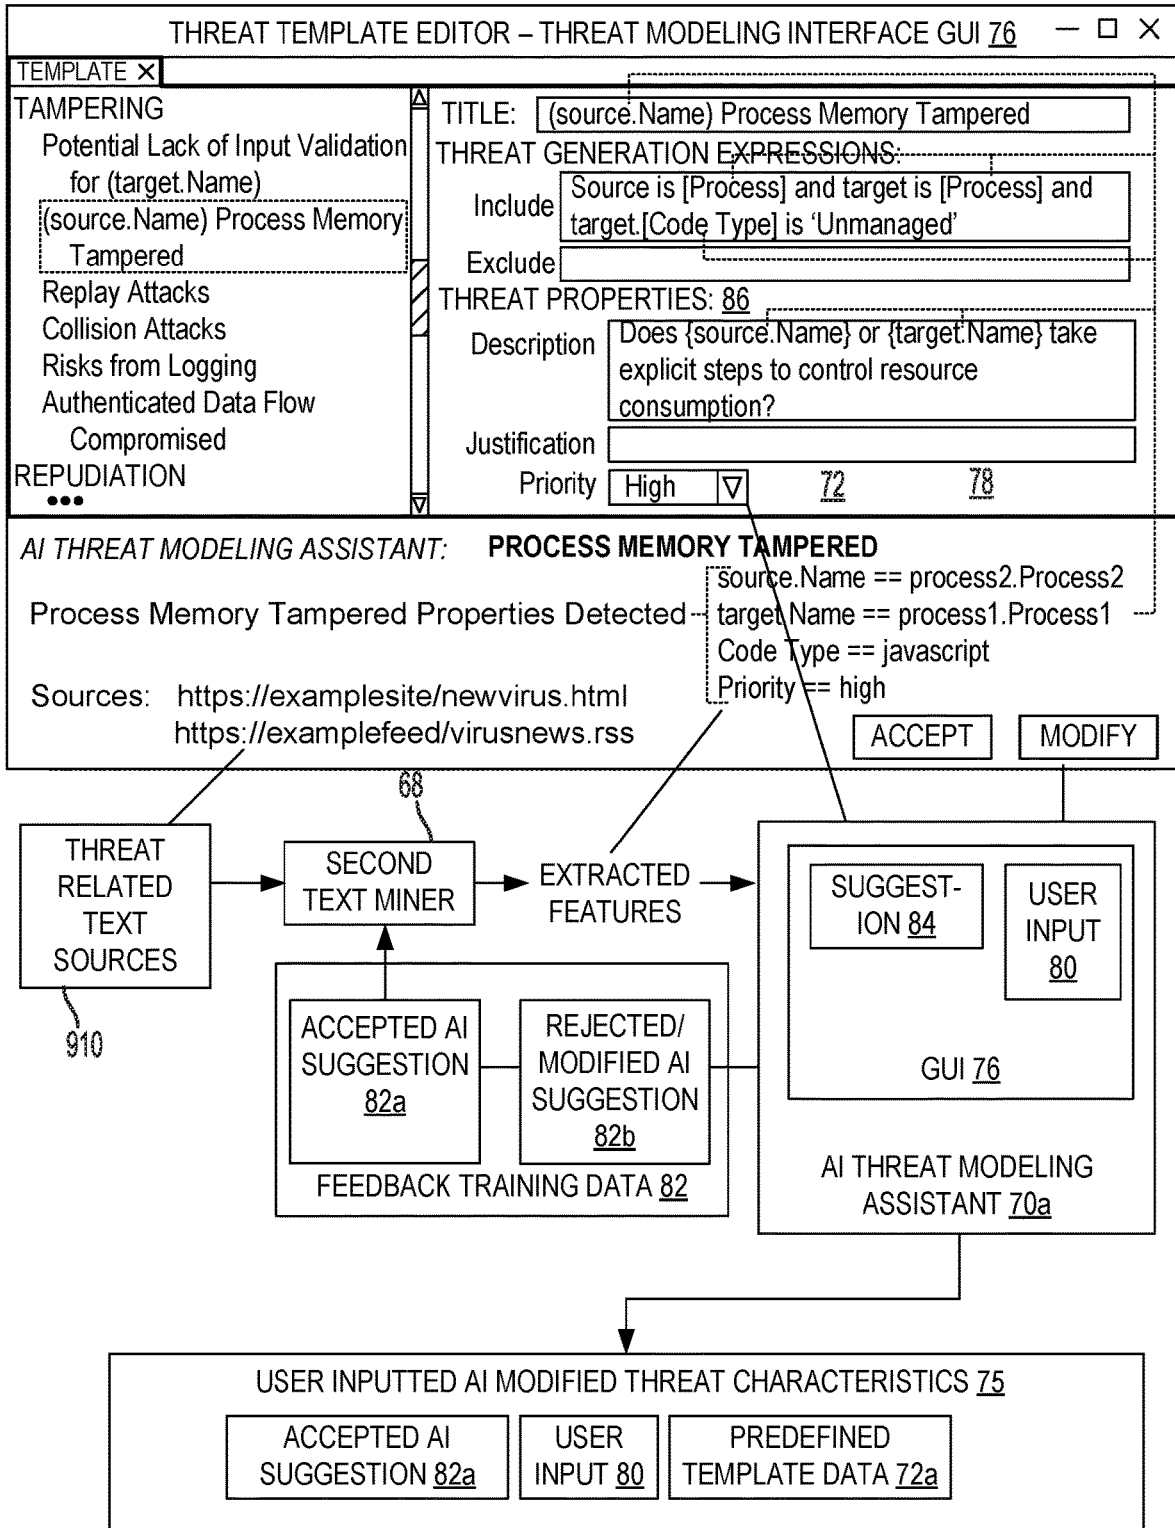 THREAT TEMPLATE EDITOR – THREAT MODELING INTERFACE GUI 76
TEMPLATE X
TAMPERING
Potential Lack of Input Validation
for (target.Name)
(source.Name) Process Memory
Tampered
Replay Attacks
Collision Attacks
Risks from Logging
Authenticated Data Flow
Compromised
REPUDIATION
•••
TITLE: (source.Name) Process Memory Tampered
THREAT GENERATION EXPRESSIONS:
Include
Source is [Process] and target is [Process] and
target.[Code Type] is ‘Unmanaged’
Exclude
THREAT PROPERTIES: 86
Description
Does {source.Name} or {target.Name} take
explicit steps to control resource
consumption?
Justification
Priority High 72 78
AI THREAT MODELING ASSISTANT: PROCESS MEMORY TAMPERED
Process Memory Tampered Properties Detected
source.Name == process2.Process2
target.Name == process1.Process1
Code Type == javascript
Priority == high
Sources: https://examplesite/newvirus.html
https://examplefeed/virusnews.rss
ACCEPT MODIFY
THREAT
RELATED
TEXT
SOURCES
910
68
SECOND
TEXT MINER
EXTRACTED
FEATURES
SUGGEST-
ION 84
USER
INPUT
80
GUI 76
AI THREAT MODELING
ASSISTANT 70a
ACCEPTED AI
SUGGESTION
82a
REJECTED/
MODIFIED AI
SUGGESTION
82b
FEEDBACK TRAINING DATA 82
USER INPUTTED AI MODIFIED THREAT CHARACTERISTICS 75
ACCEPTED AI
SUGGESTION 82a
USER
INPUT 80
PREDEFINED
TEMPLATE DATA 72a